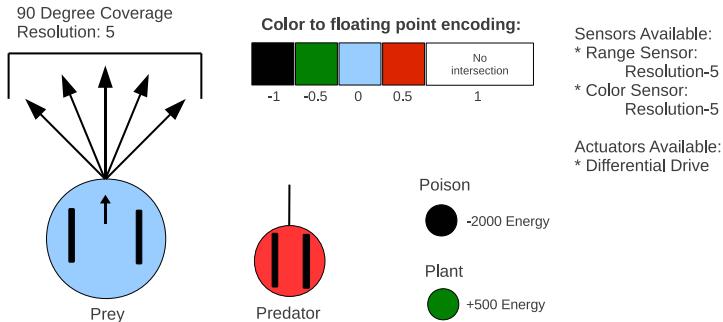 90 Degree Coverage
Resolution: 5
Color to floating point encoding:
No
intersection
-1 -0.5 0 0.5 1
Sensors Available:
* Range Sensor:
Resolution-5
* Color Sensor:
Resolution-5
Actuators Available:
* Differential Drive
Poison
-2000 Energy
Plant
+500 Energy
Prey
Predator